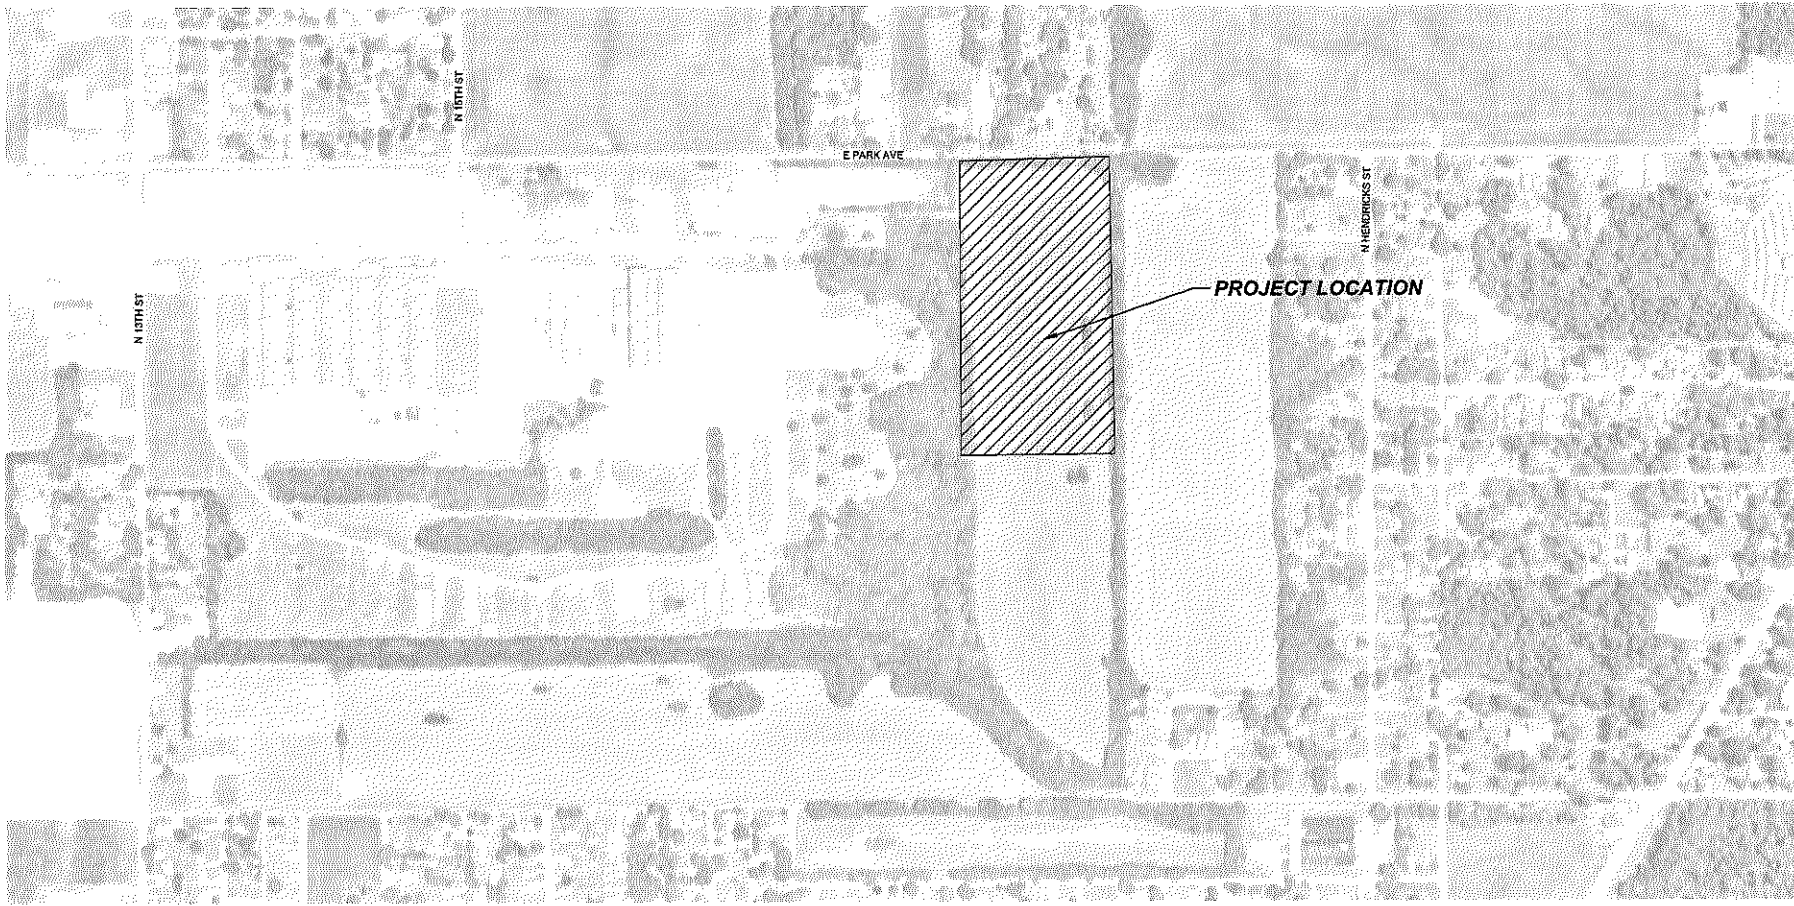 N 15TH ST
E PARK AVE
N HENDRICKS ST
PROJECT LOCATION
N 13TH ST